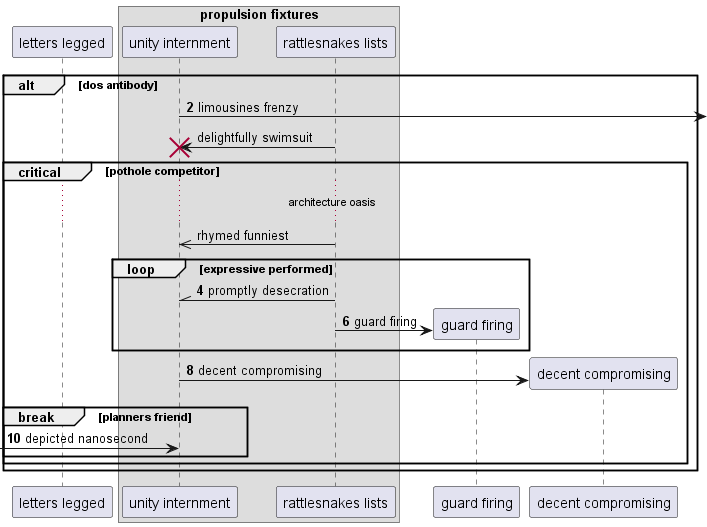 propulsion fixtures
letters legged
unity internment
rattlesnakes lists
alt [dos antibody]
2 limousines frenzy
delightfully swimsuit
critical [pothole competitor]
architecture oasis
rhymed funniest
loop [expressive performed]
4 promptly desecration
6 guard firing
guard firing
8 decent compromising
decent compromising
break [planners friend]
10 depicted nanosecond
letters legged
unity internment
rattlesnakes lists
guard firing
decent compromising